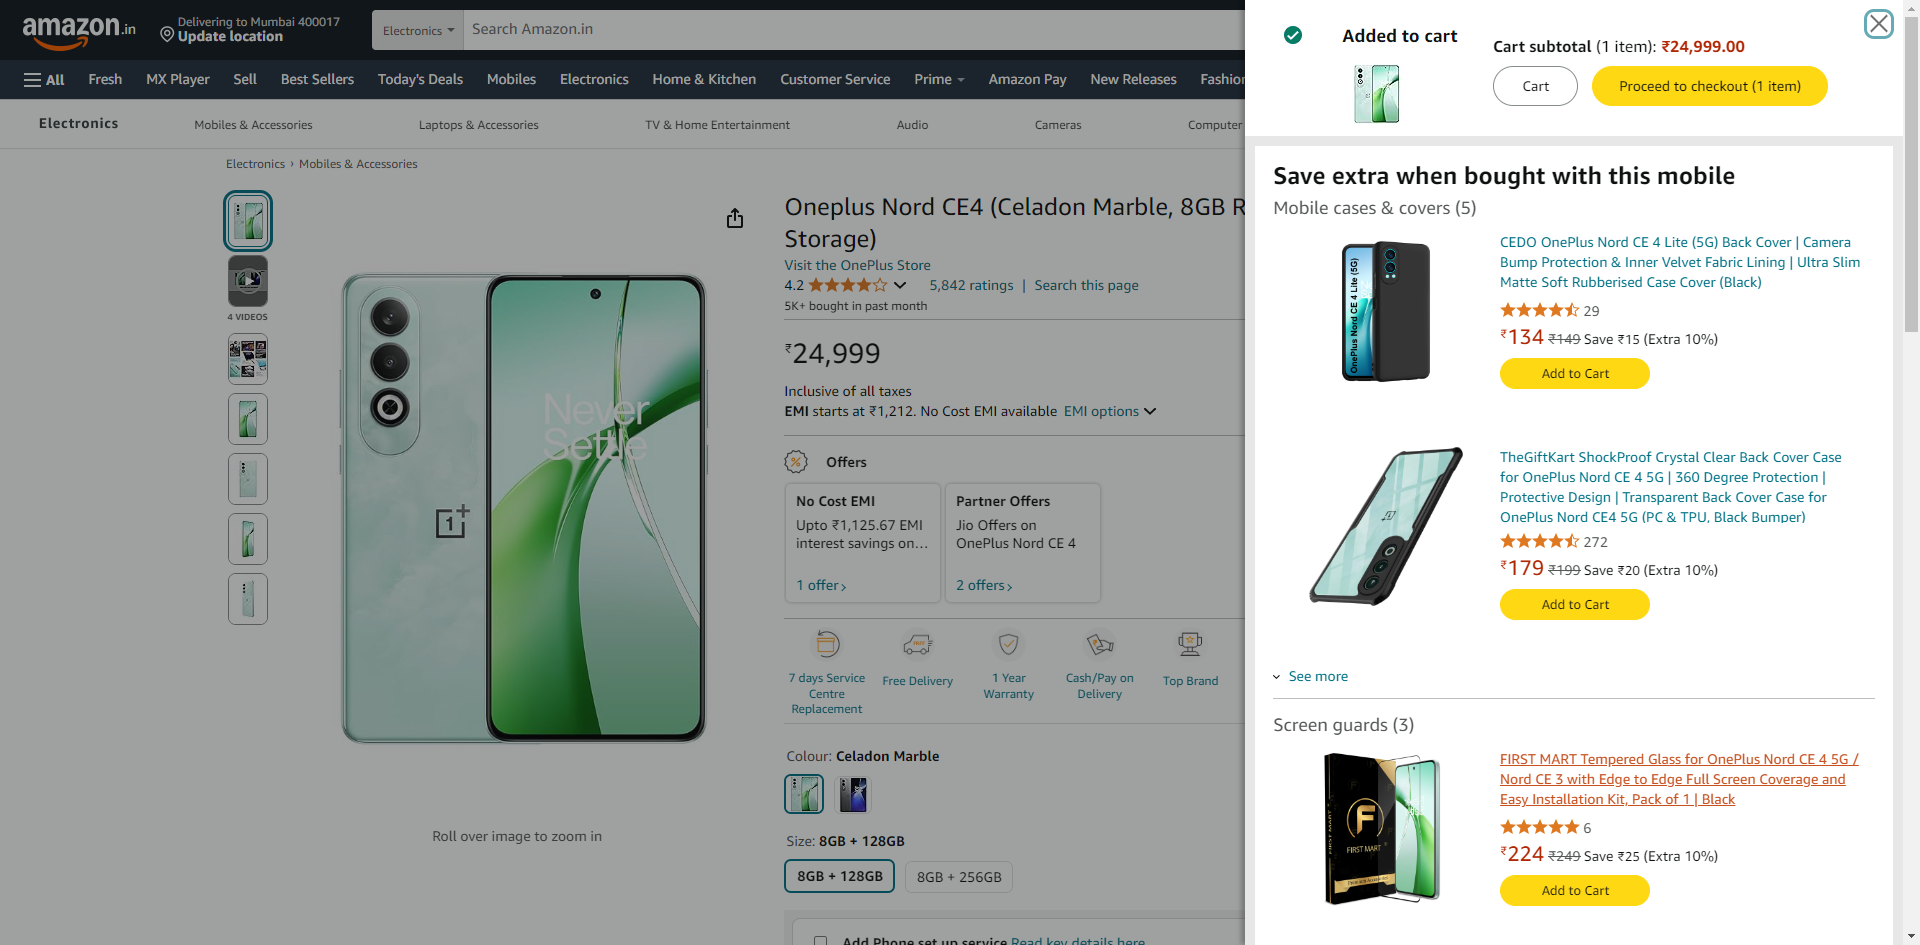 amazon.in
Delivering to Mumbai 400017
Update location
Electronics
Search Amazon.in
All
Fresh
MX Player
Sell
Best Sellers
Today's Deals
Mobiles
Electronics
Home & Kitchen
Customer Service
Prime
Amazon Pay
New Releases
Fashion
Electronics
Mobiles & Accessories
Laptops & Accessories
TV & Home Entertainment
Audio
Cameras
Computer
Electronics › Mobiles & Accessories
4 VIDEOS
Never
Settle
Roll over image to zoom in
Oneplus Nord CE4 (Celadon Marble, 8GB R
Storage)
Visit the OnePlus Store
4.2
5,842 ratings | Search this page
5K+ bought in past month
₹24,999
Inclusive of all taxes
EMI starts at ₹1,212. No Cost EMI available EMI options
Offers
No Cost EMI
Upto ₹1,125.67 EMI
interest savings on…
1 offer ›
Partner Offers
Jio Offers on
OnePlus Nord CE 4
2 offers ›
7 days Service
Centre
Replacement
Free Delivery
1 Year
Warranty
Cash/Pay on
Delivery
Top Brand
Colour: Celadon Marble
Size: 8GB + 128GB
8GB + 128GB
8GB + 256GB
Add Phone set up service Read key details here
Added to cart
Cart subtotal (1 item): ₹24,999.00
Cart
Proceed to checkout (1 item)
Save extra when bought with this mobile
Mobile cases & covers (5)
OnePlus Nord CE 4 Lite (5G)
CEDO OnePlus Nord CE 4 Lite (5G) Back Cover | Camera
Bump Protection & Inner Velvet Fabric Lining | Ultra Slim
Matte Soft Rubberised Case Cover (Black)
29
₹134 ₹149 Save ₹15 (Extra 10%)
Add to Cart
TheGiftKart ShockProof Crystal Clear Back Cover Case
for OnePlus Nord CE 4 5G | 360 Degree Protection |
Protective Design | Transparent Back Cover Case for
OnePlus Nord CE4 5G (PC & TPU, Black Bumper)
272
₹179 ₹199 Save ₹20 (Extra 10%)
Add to Cart
See more
Screen guards (3)
F
FIRST MART
Premium Accessories
FIRST MART Tempered Glass for OnePlus Nord CE 4 5G /
Nord CE 3 with Edge to Edge Full Screen Coverage and
Easy Installation Kit, Pack of 1 | Black
6
₹224 ₹249 Save ₹25 (Extra 10%)
Add to Cart